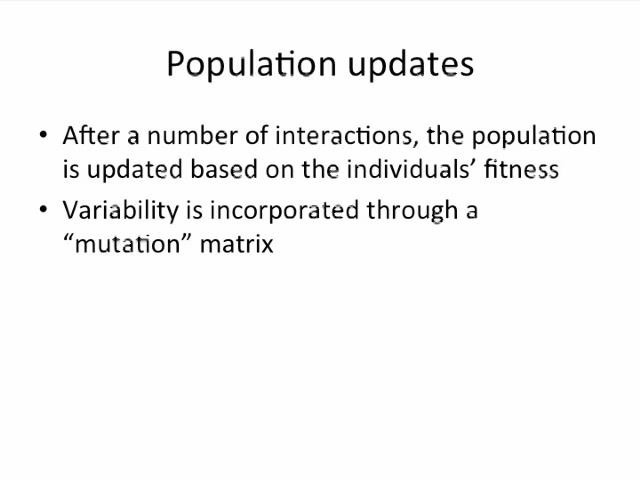 Population updates
• After a number of interactions, the population
is updated based on the individuals’ fitness
• Variability is incorporated through a
“mutation” matrix